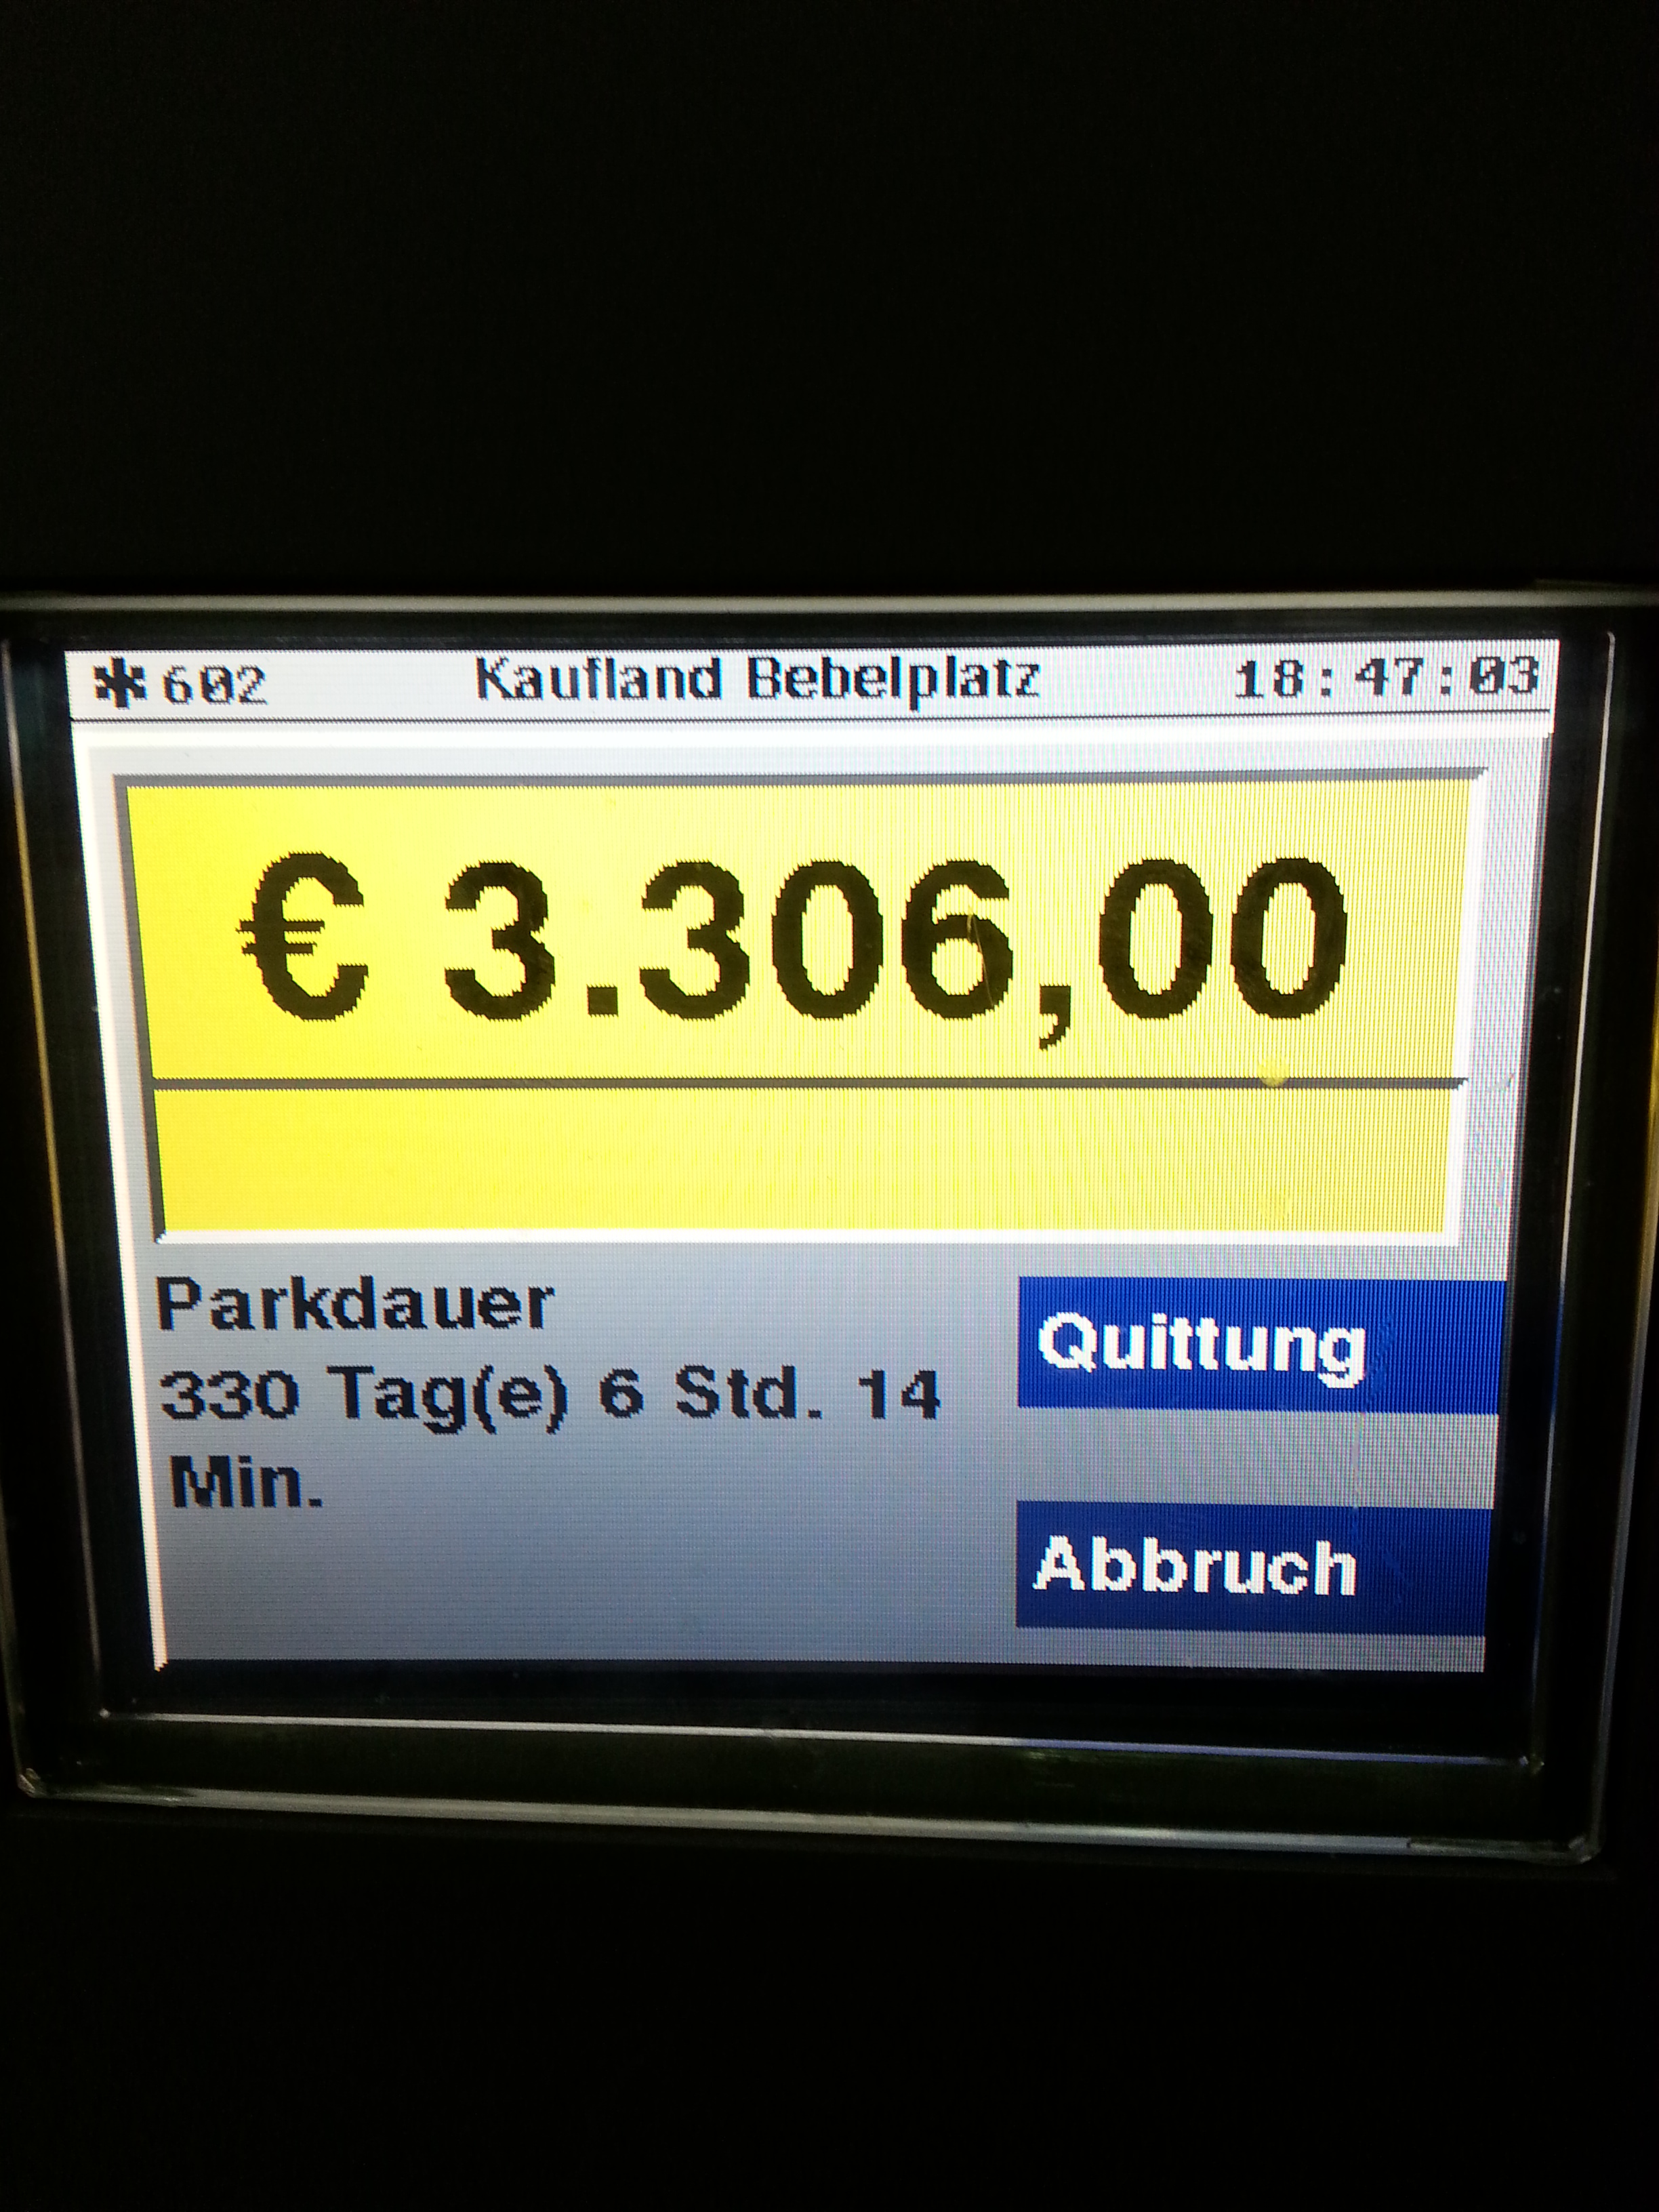 *602 Kaufland Bebelplatz 18:47:03
€ 3.306,00
Parkdauer
330 Tag(e) 6 Std. 14
Min.
Quittung
Abbruch